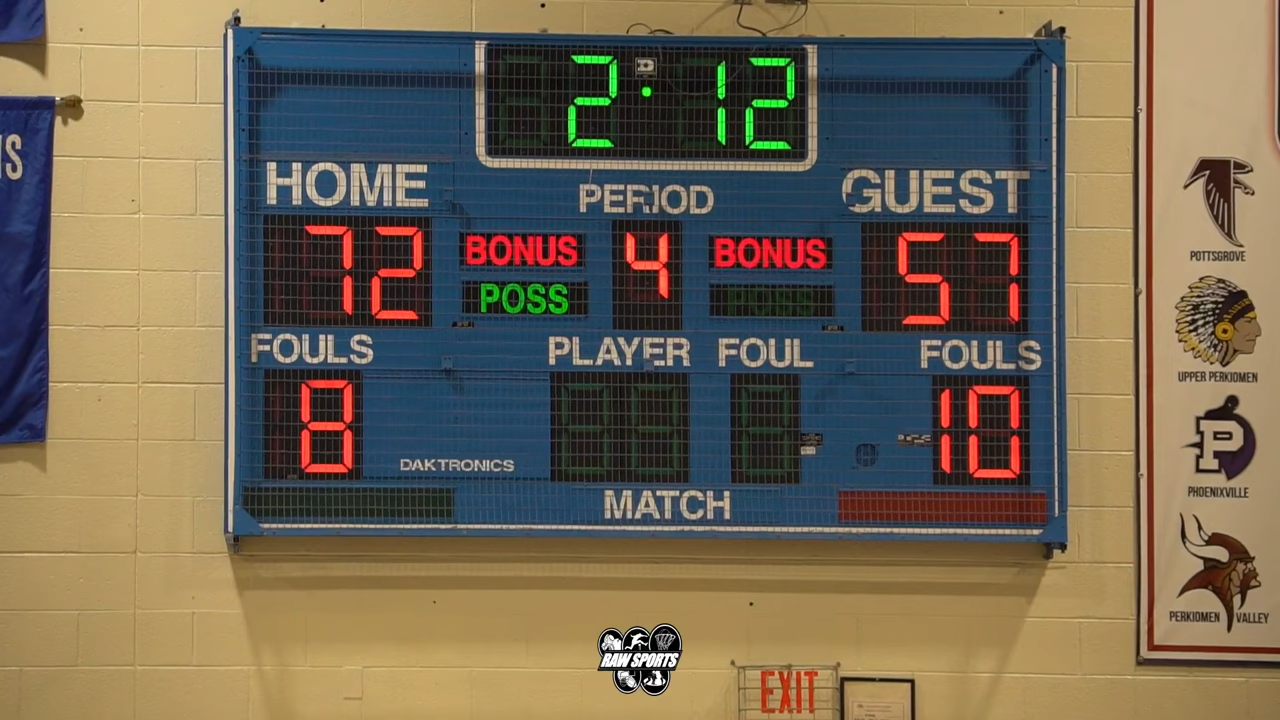 2:12
HOME
PERIOD
GUEST
72
BONUS
4
BONUS
57
POSS
POSS
FOULS
PLAYER
FOUL
FOULS
8
10
DAKTRONICS
MATCH
S
POTTSGROVE
UPPER PERKIOMEN
P
PHOENIXVILLE
PERKIOMEN VALLEY
RAW SPORTS
EXIT